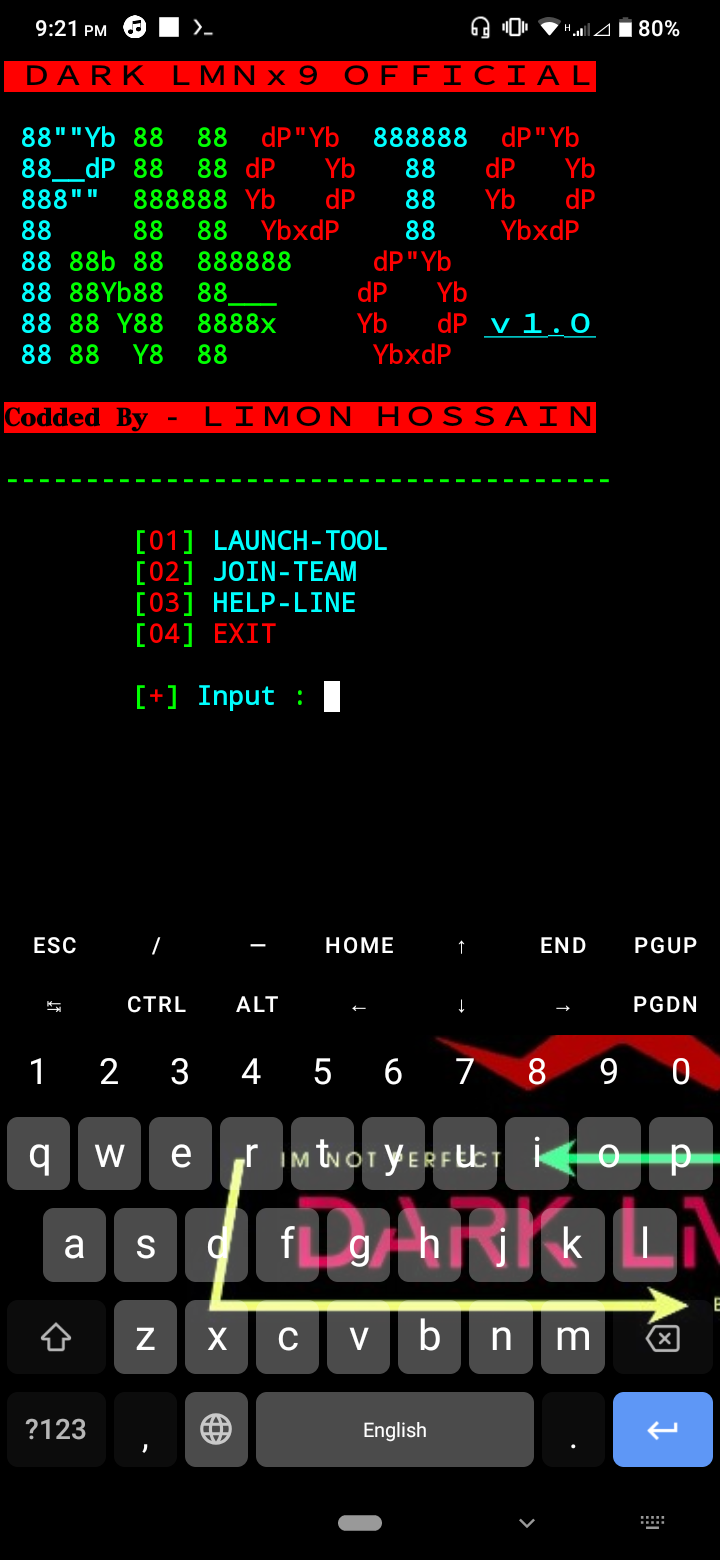 9:21 PM H 80%
DARK LMNx9 OFFICIAL
88""Yb 88  88  dP"Yb  888888  dP"Yb
88__dP 88  88 dP   Yb   88   dP   Yb
888""  888888 Yb   dP   88   Yb   dP
88     88  88  YbxdP    88    YbxdP
88 88b 88  888888     dP"Yb
88 88Yb88  88___     dP   Yb
88 88 Y88  8888x     Yb   dP v 1.0
88 88  Y8  88         YbxdP
Codded By - LIMON HOSSAIN
--------------------------------------
[01] LAUNCH-TOOL
[02] JOIN-TEAM
[03] HELP-LINE
[04] EXIT
[+] Input :
ESC / — HOME ↑ END PGUP
↹ CTRL ALT ← ↓ → PGDN
1 2 3 4 5 6 7 8 9 0
q w e r t y u i o p
IM NOT PERFECT
a s d f g h j k l
DARK
z x c v b n m
?123 , English .